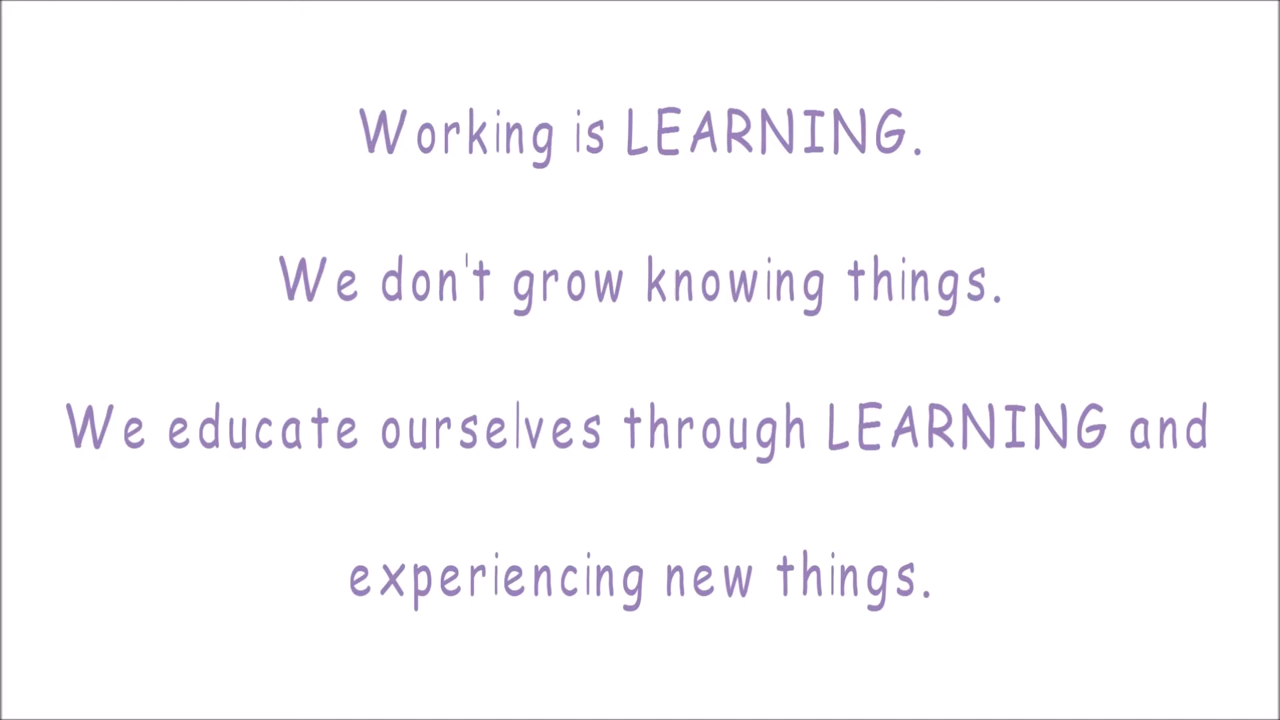 Working is LEARNING.
We don't grow knowing things.
We educate ourselves through LEARNING and
experiencing new things.